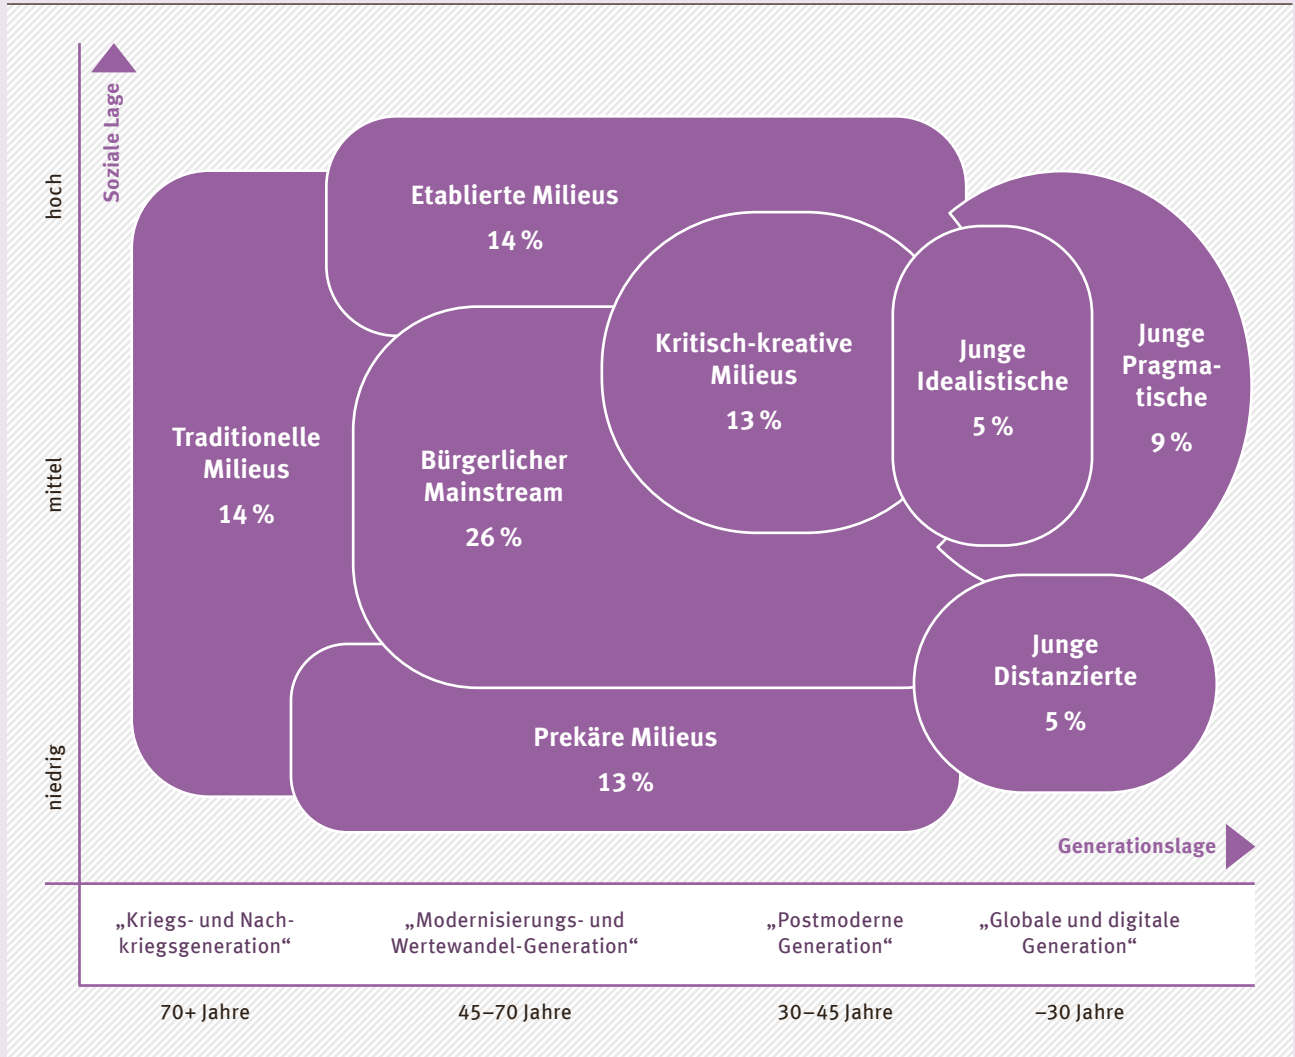 Soziale Lage
hoch
mittel
niedrig
Etablierte Milieus
14 %
Traditionelle
Milieus
14 %
Bürgerlicher
Mainstream
26 %
Kritisch-kreative
Milieus
13 %
Junge
Idealistische
5 %
Junge
Pragma-
tische
9 %
Junge
Distanzierte
5 %
Prekäre Milieus
13 %
Generationslage
„Kriegs- und Nach-
kriegsgeneration“
„Modernisierungs- und
Wertewandel-Generation“
„Postmoderne
Generation“
„Globale und digitale
Generation“
70+ Jahre
45–70 Jahre
30–45 Jahre
–30 Jahre